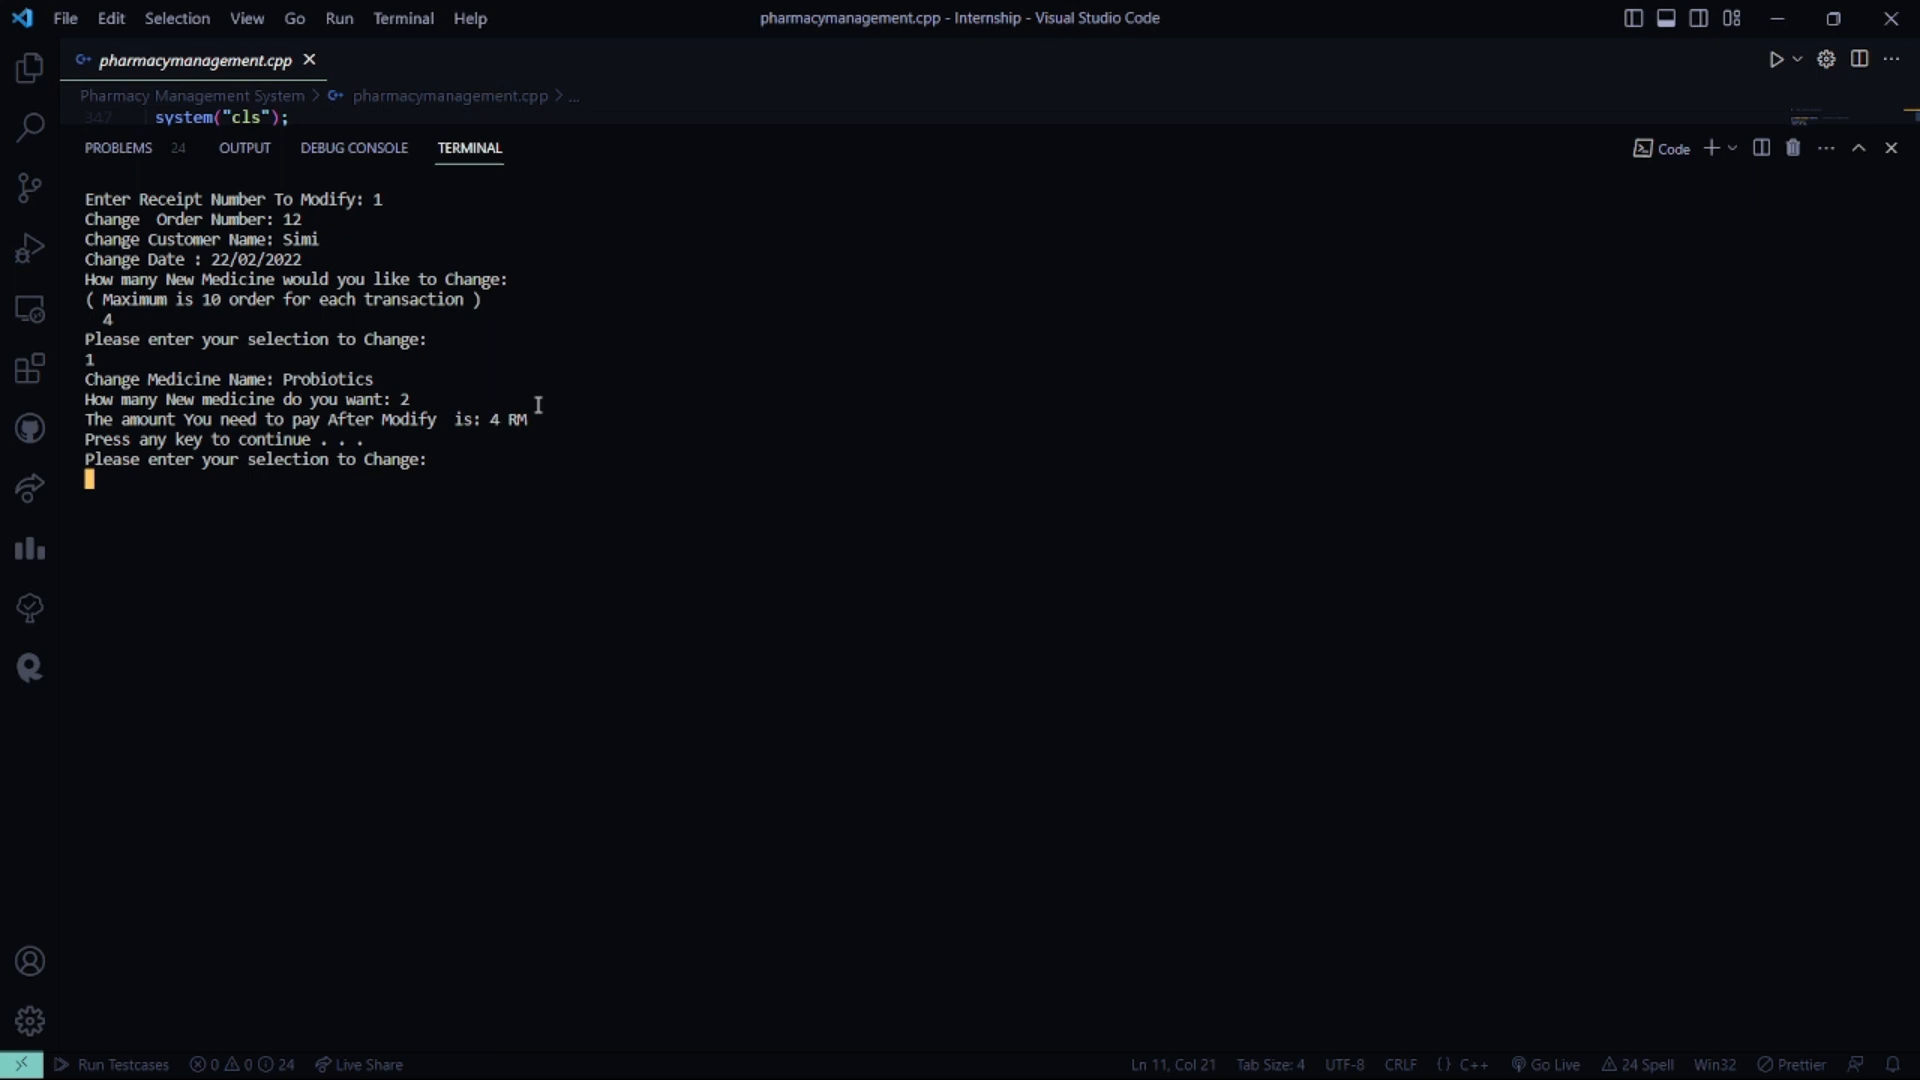 File Edit Selection View Go Run Terminal Help
pharmacymanagement.cpp - Internship - Visual Studio Code
pharmacymanagement.cpp
Pharmacy Management System > pharmacymanagement.cpp > ...
347 system("cls");
PROBLEMS 24 OUTPUT DEBUG CONSOLE TERMINAL
Code
Enter Receipt Number To Modify: 1
Change  Order Number: 12
Change Customer Name: Simi
Change Date : 22/02/2022
How many New Medicine would you like to Change:
( Maximum is 10 order for each transaction )
4
Please enter your selection to Change:
1
Change Medicine Name: Probiotics
How many New medicine do you want: 2
The amount You need to pay After Modify  is: 4 RM
Press any key to continue . . .
Please enter your selection to Change:
Run Testcases 0 0 24 Live Share Ln 11, Col 21 Tab Size: 4 UTF-8 CRLF {} C++ Go Live 24 Spell Win32 Prettier